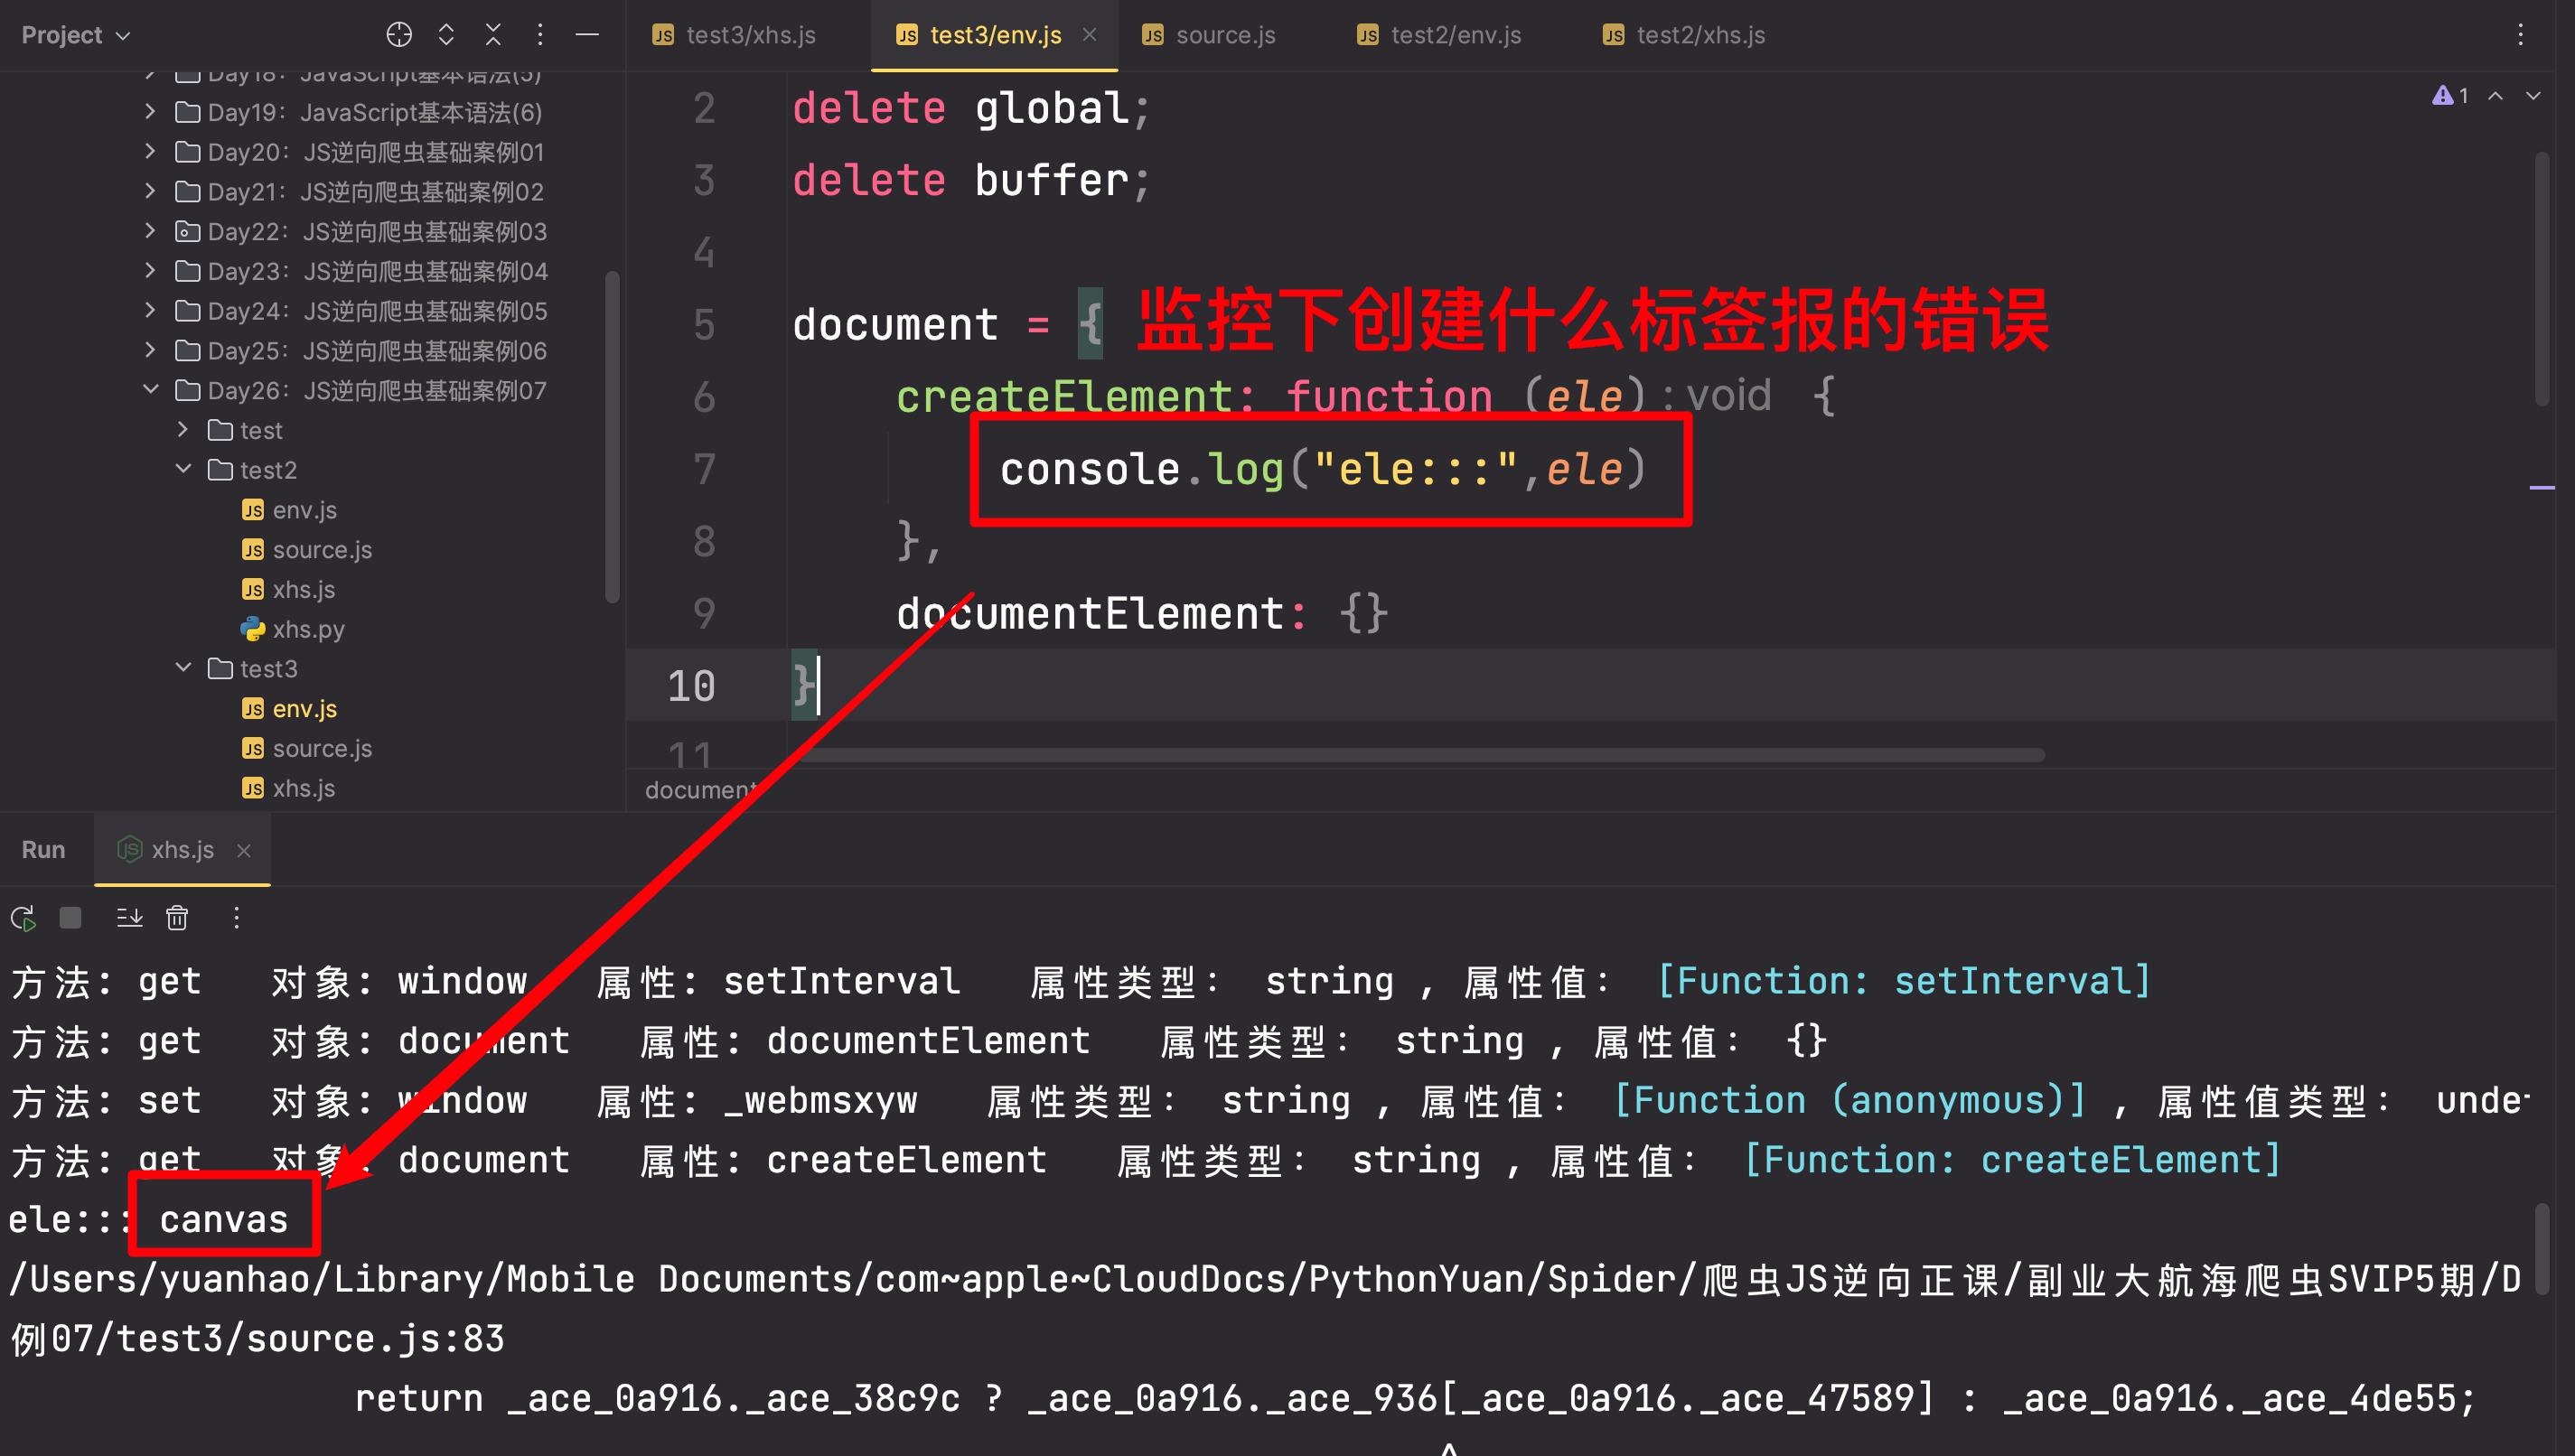 Project
test3/xhs.js
test3/env.js
source.js
test2/env.js
test2/xhs.js
Day18：JavaScript基本语法(5)
Day19：JavaScript基本语法(6)
Day20：JS逆向爬虫基础案例01
Day21：JS逆向爬虫基础案例02
Day22：JS逆向爬虫基础案例03
Day23：JS逆向爬虫基础案例04
Day24：JS逆向爬虫基础案例05
Day25：JS逆向爬虫基础案例06
Day26：JS逆向爬虫基础案例07
test
test2
env.js
source.js
xhs.js
xhs.py
test3
env.js
source.js
xhs.js
1
2 delete global;
3 delete buffer;
4
5 document = { 监控下创建什么标签报的错误
6 createElement: function (ele) : void {
7 console.log("ele:::",ele)
8 },
9 documentElement: {}
10 }
11
document
Run
xhs.js
方法: get 对象: window 属性: setInterval 属性类型: string , 属性值: [Function: setInterval]
方法: get 对象: document 属性: documentElement 属性类型: string , 属性值: {}
方法: set 对象: window 属性: _webmsxyw 属性类型: string , 属性值: [Function (anonymous)] , 属性值类型: unde
方法: get 对象: document 属性: createElement 属性类型: string , 属性值: [Function: createElement]
ele::: canvas
/Users/yuanhao/Library/Mobile Documents/com~apple~CloudDocs/PythonYuan/Spider/爬虫JS逆向正课/副业大航海爬虫SVIP5期/D
例07/test3/source.js:83
return _ace_0a916._ace_38c9c ? _ace_0a916._ace_936[_ace_0a916._ace_47589] : _ace_0a916._ace_4de55;
^